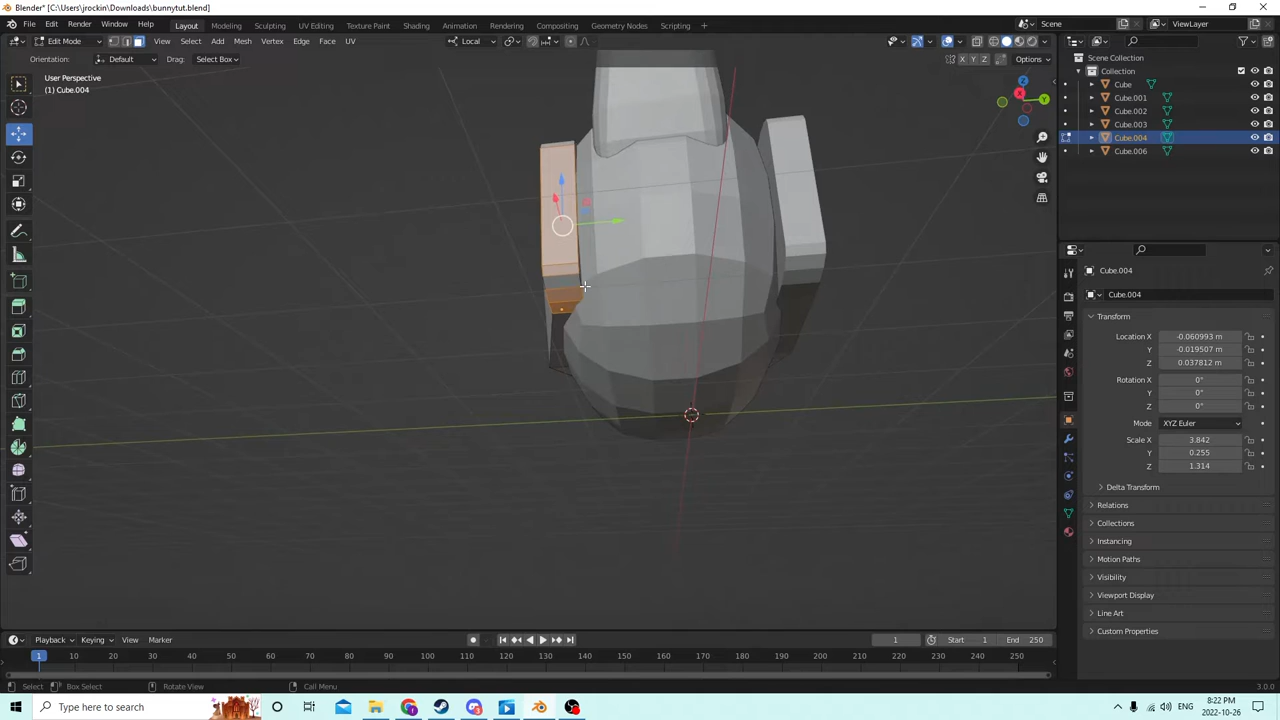 Blender* [C:\Users\jrockin\Downloads\bunnytut.blend]
File Edit Render Window Help Layout Modeling Sculpting UV Editing Texture Paint Shading Animation Rendering Compositing Geometry Nodes Scripting + Scene ViewLayer
Edit Mode View Select Add Mesh Vertex Edge Face UV Local
Orientation: Default Drag: Select Box X Y Z Options
User Perspective
(1) Cube.004
Z
X
Y
Scene Collection
Collection
Cube
Cube.001
Cube.002
Cube.003
Cube.004
Cube.006
Cube.004
Cube.004
Transform
Location X -0.060993 m
Y -0.019507 m
Z 0.037812 m
Rotation X 0°
Y 0°
Z 0°
Mode XYZ Euler
Scale X 3.842
Y 0.255
Z 1.314
Delta Transform
Relations
Collections
Instancing
Motion Paths
Visibility
Viewport Display
Line Art
Custom Properties
Playback Keying View Marker 1 Start 1 End 250
1 10 20 30 40 50 60 70 80 90 100 110 120 130 140 150 160 170 180 190 200 210 220 230 240 250
Select Box Select Rotate View Call Menu 3.0.0
Type here to search ENG 8:22 PM
2022-10-26